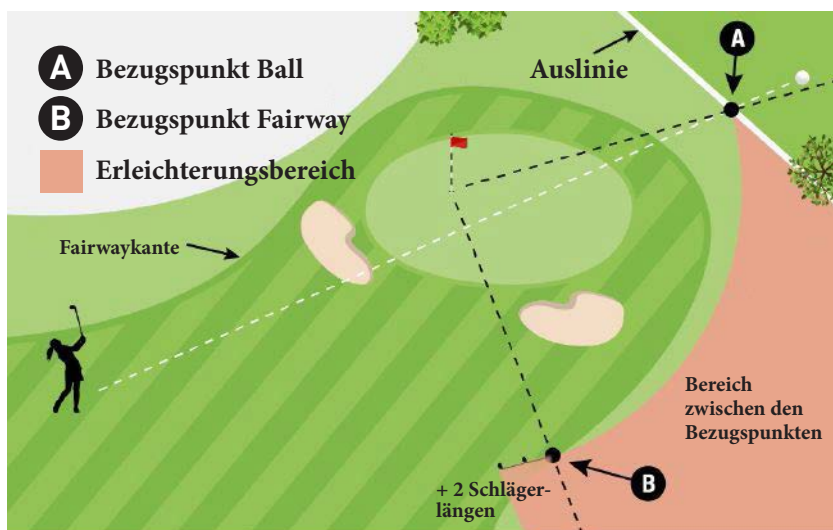 A Bezugspunkt Ball
B Bezugspunkt Fairway
Erleichterungsbereich
Auslinie
A
Fairwaykante
Bereich
zwischen den
Bezugspunkten
+ 2 Schläger-
längen
B